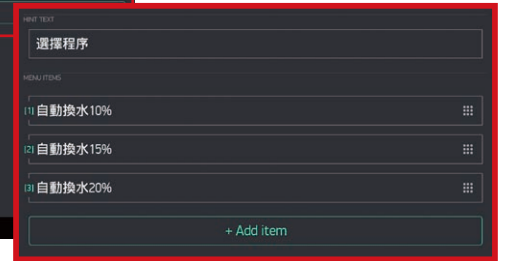 HINT TEXT
選擇程序
MENU ITEMS
[1] 自動換水10%
[2] 自動換水15%
[3] 自動換水20%
+ Add item